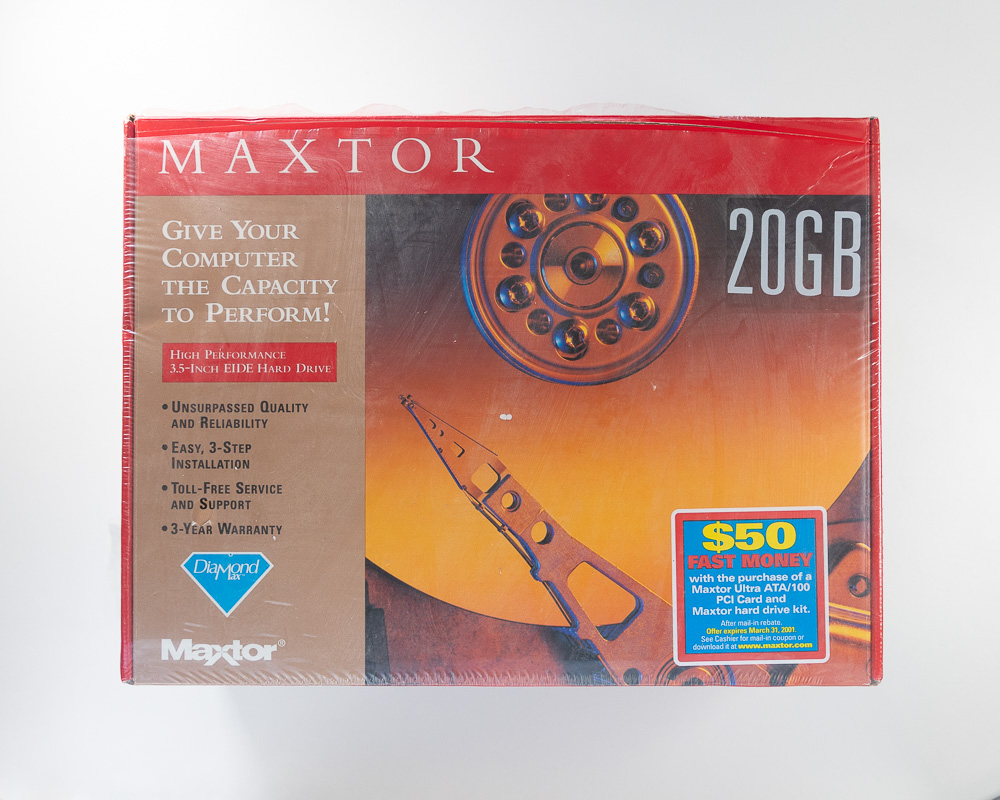 MAXTOR
20GB
GIVE YOUR
COMPUTER
THE CAPACITY
TO PERFORM!
HIGH PERFORMANCE
3.5-INCH EIDE HARD DRIVE
• UNSURPASSED QUALITY
AND RELIABILITY
• EASY, 3-STEP
INSTALLATION
• TOLL-FREE SERVICE
AND SUPPORT
• 3-YEAR WARRANTY
DiaMond
Max™
Maxtor®
$50
FAST MONEY
with the purchase of a
Maxtor Ultra ATA/100
PCI Card and
Maxtor hard drive kit.
After mail-in rebate.
Offer expires March 31, 2001.
See Cashier for mail-in coupon or
download it at www.maxtor.com